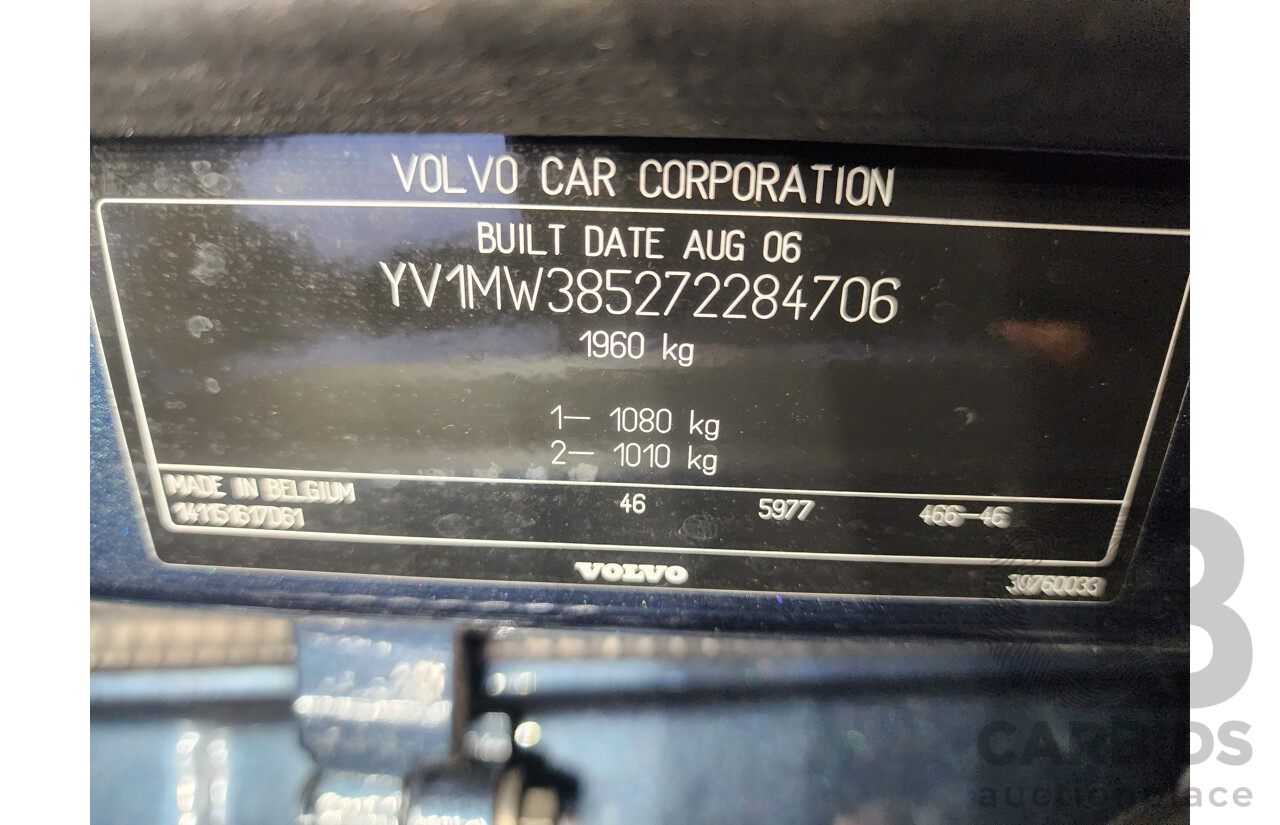 VOLVO CAR CORPORATION
BUILT DATE AUG 06
YV1MW385272284706
1960 kg
1— 1080 kg
2— 1010 kg
MADE IN BELGIUM
46 5977 466-46
VOLVO
30760033
CARBIDS
auctionplace